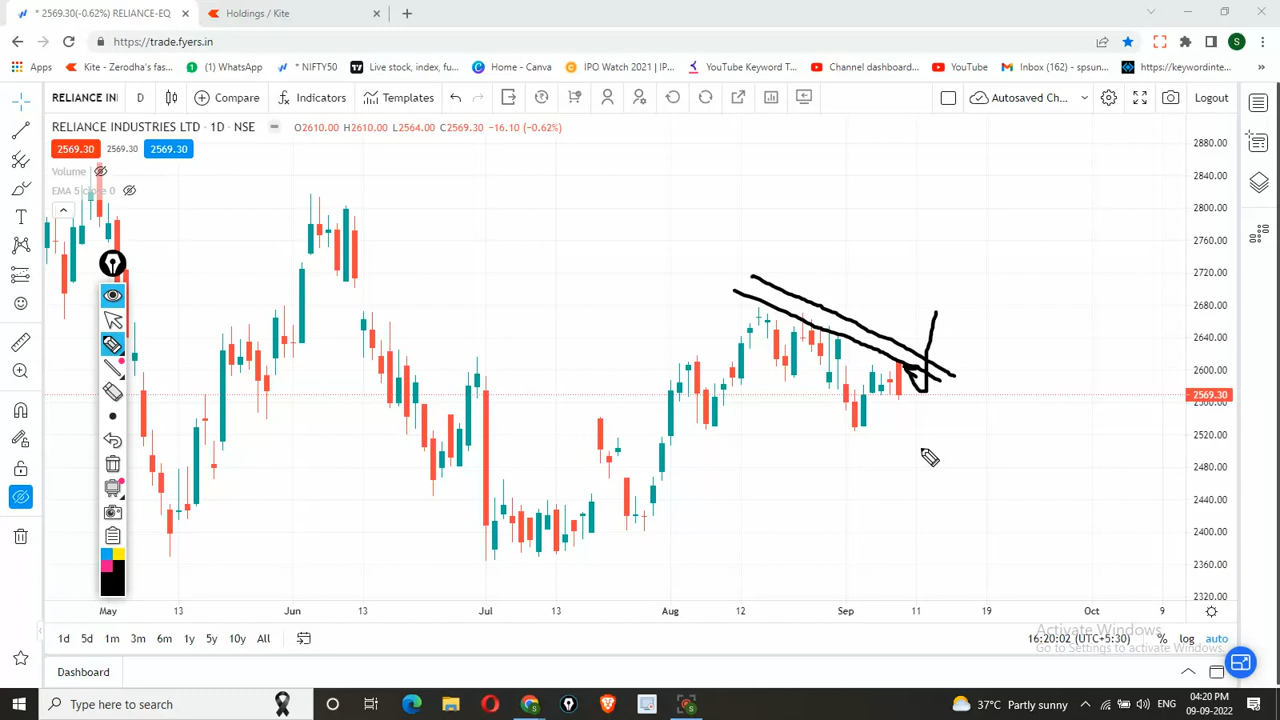 * 2569.30(-0.62%) RELIANCE-EQ
Holdings / Kite
https://trade.fyers.in
S
Apps
Kite - Zerodha's fas...
(1) WhatsApp
* NIFTY50
Live stock, index, fu...
Home - Canva
IPO Watch 2021 | IP...
YouTube Keyword T...
Channel dashboard...
YouTube
Inbox (162) – spsun...
https://keywordinte...
RELIANCE INI
D
Compare
Indicators
Templates
Autosaved Ch...
Logout
RELIANCE INDUSTRIES LTD · 1D · NSE
O2610.00 H2610.00 L2564.00 C2569.30 −16.10 (−0.62%)
2569.30
2569.30
2569.30
Volume
EMA 5 close 0
2880.00
2840.00
2800.00
2760.00
2720.00
2680.00
2640.00
2600.00
2569.30
2560.00
2520.00
2480.00
2440.00
2400.00
2360.00
2320.00
May
13
Jun
13
Jul
13
Aug
12
Sep
11
19
Oct
9
1d
5d
1m
3m
6m
1y
5y
10y
All
16:20:02 (UTC+5:30)
%
log
auto
Activate Windows
Go to Settings to activate Windows.
Dashboard
Type here to search
37°C Partly sunny
ENG
04:20 PM
09-09-2022